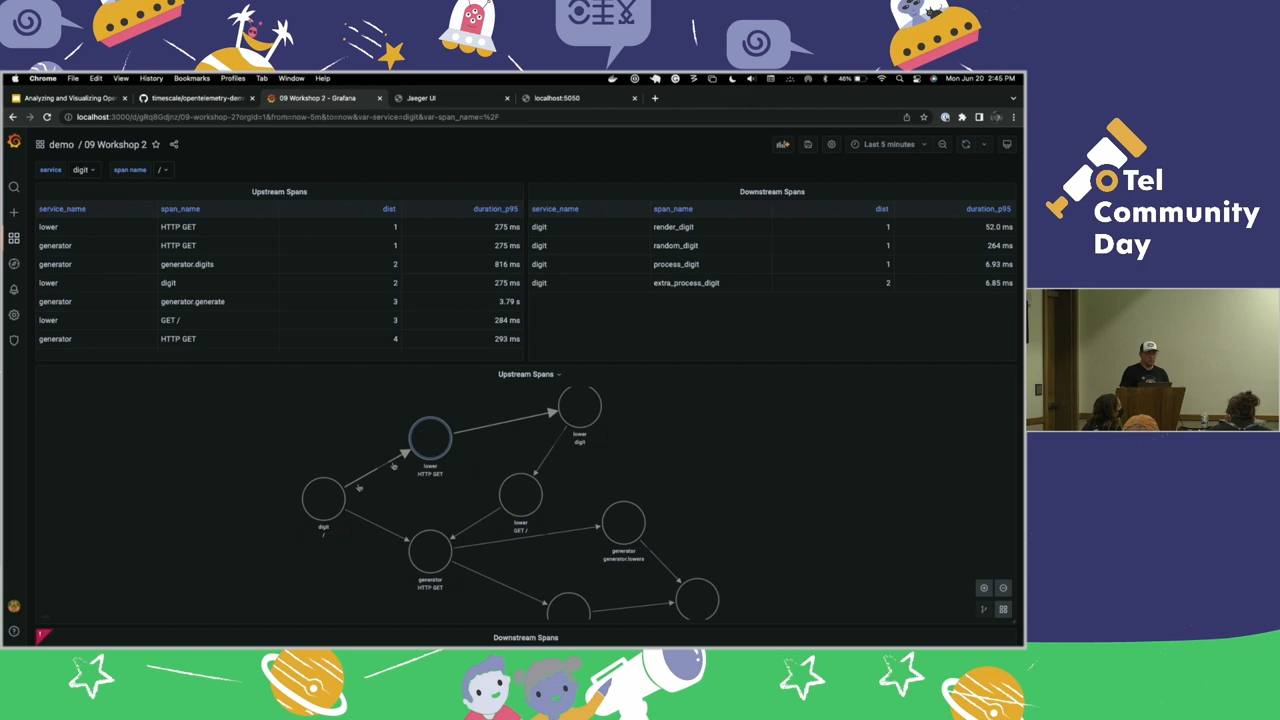 Chrome File Edit View History Bookmarks Profiles Tab Window Help
46% Mon Jun 20 2:45 PM
Analyzing and Visualizing Ope
timescale/opentelemetry-dem
09 Workshop 2 - Grafana
Jaeger UI
localhost:5050
localhost:3000/d/gRq8Gdjnz/09-workshop-2?orgId=1&from=now-5m&to=now&var-service=digit&var-span_name=%2F
demo / 09 Workshop 2
Last 5 minutes
service digit span name /
Upstream Spans
service_name span_name dist duration_p95
lower HTTP GET 1 275 ms
generator HTTP GET 1 275 ms
generator generator.digits 2 816 ms
lower digit 2 275 ms
generator generator.generate 3 3.79 s
lower GET / 3 284 ms
generator HTTP GET 4 293 ms
Downstream Spans
service_name span_name dist duration_p95
digit render_digit 1 52.0 ms
digit random_digit 1 264 ms
digit process_digit 1 6.93 ms
digit extra_process_digit 2 6.85 ms
Upstream Spans
lower
digit
lower
HTTP GET
digit
/
lower
GET /
generator
generator.lowers
generator
HTTP GET
Downstream Spans
OTel
Community
Day